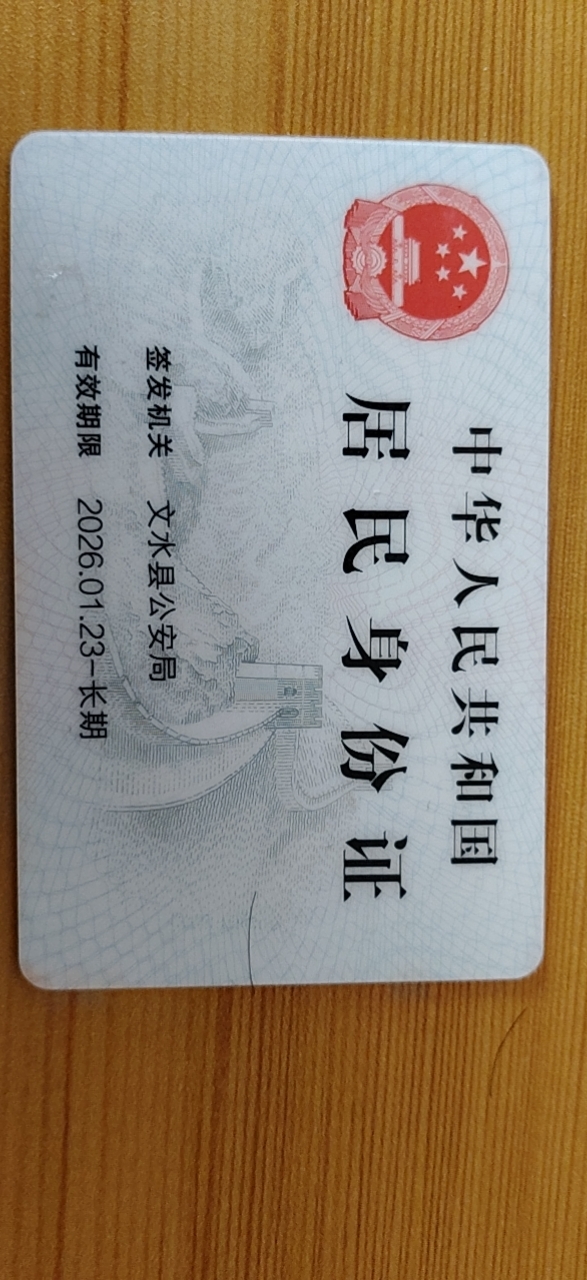 中华人民共和国
居民身份证
签发机关 文水县公安局
有效期限 2026.01.23-长期